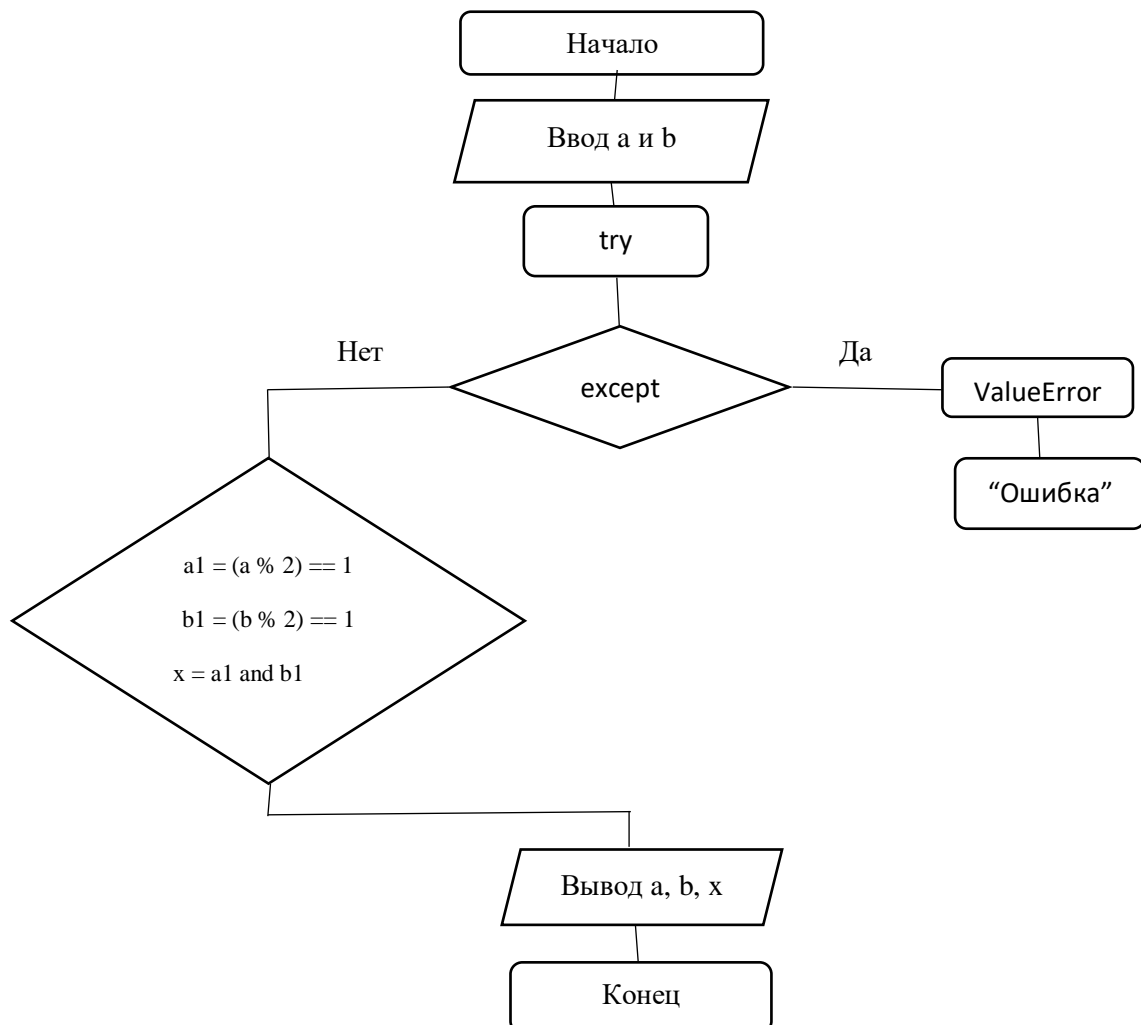 Начало
Ввод a и b
try
Нет
Да
except
ValueError
“Ошибка”
a1 = (a % 2) == 1
b1 = (b % 2) == 1
x = a1 and b1
Вывод a, b, x
Конец